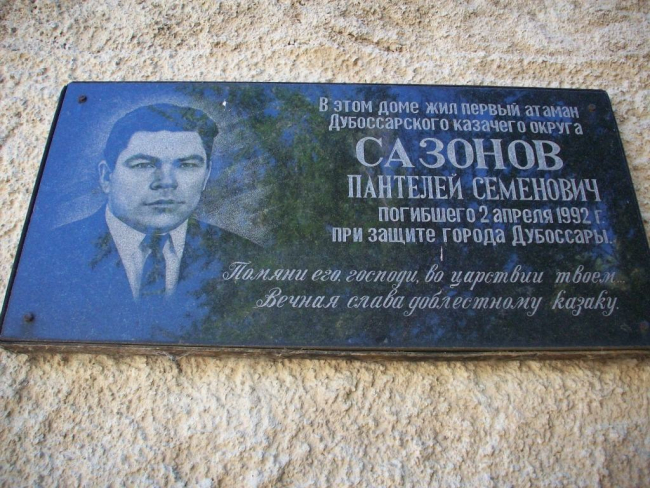 В этом доме жил первый атаман
Дубоссарского казачего округа
САЗОНОВ
ПАНТЕЛЕЙ СЕМЕНОВИЧ
погибшего 2 апреля 1992 г.
при защите города Дубоссары.
Помяни его, господи, во царствии твоем...
Вечная слава доблестному казаку.